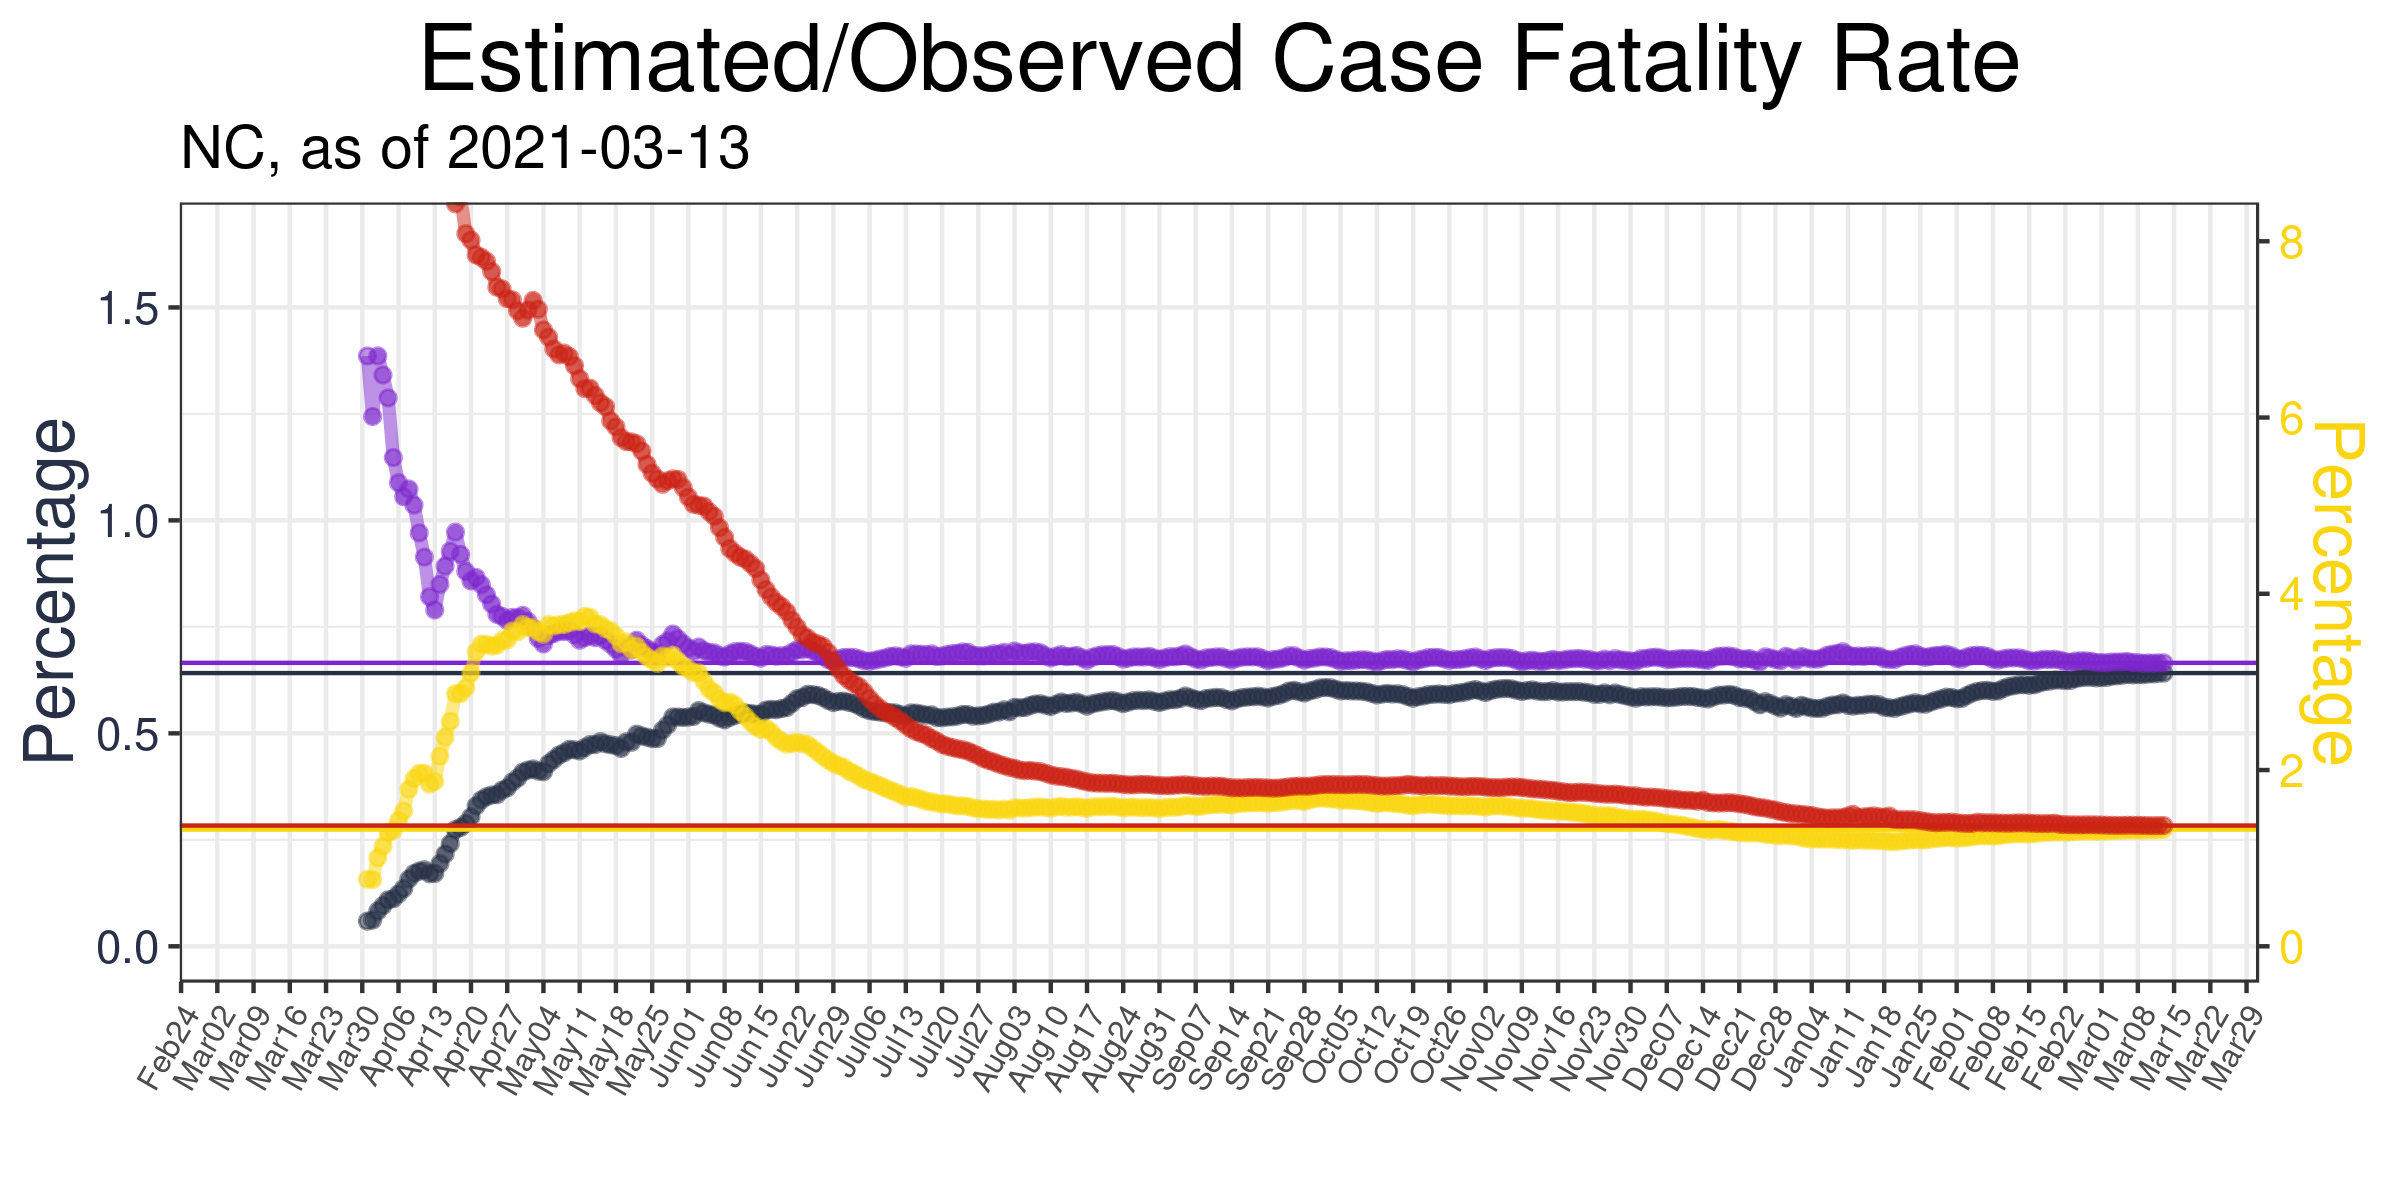 Estimated/Observed Case Fatality Rate
NC, as of 2021-03-13
Percentage
1.5
1.0
0.5
0.0
8
6
4
2
0
Percentage
Feb24
Mar02
Mar09
Mar16
Mar23
Mar30
Apr06
Apr13
Apr20
Apr27
May04
May11
May18
May25
Jun01
Jun08
Jun15
Jun22
Jun29
Jul06
Jul13
Jul20
Jul27
Aug03
Aug10
Aug17
Aug24
Aug31
Sep07
Sep14
Sep21
Sep28
Oct05
Oct12
Oct19
Oct26
Nov02
Nov09
Nov16
Nov23
Nov30
Dec07
Dec14
Dec21
Dec28
Jan04
Jan11
Jan18
Jan25
Feb01
Feb08
Feb15
Feb22
Mar01
Mar08
Mar15
Mar22
Mar29